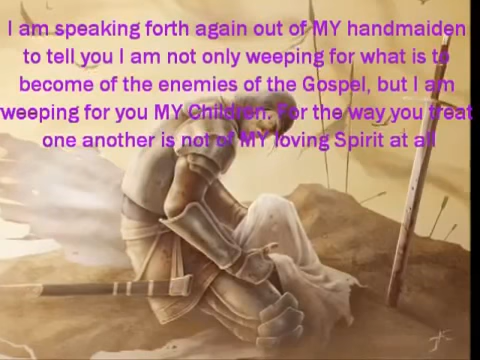 I am speaking forth again out of MY handmaiden
to tell you I am not only weeping for what is to
become of the enemies of the Gospel, but I am
weeping for you MY Children. For the way you treat
one another is not of MY loving Spirit at all